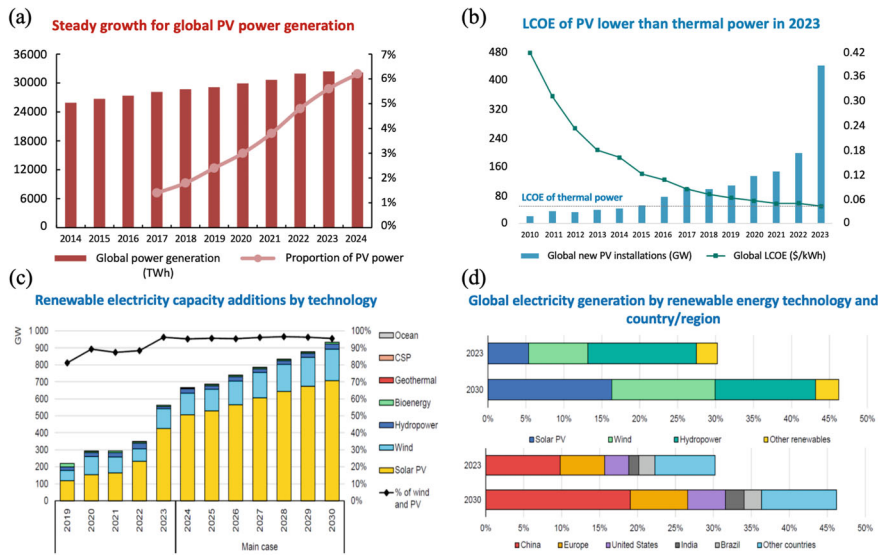 (a)
Steady growth for global PV power generation
36000
30000
24000
18000
12000
6000
0
7%
6%
5%
4%
3%
2%
1%
0%
2014 2015 2016 2017 2018 2019 2020 2021 2022 2023 2024
Global power generation
(TWh)
Proportion of PV power
(b)
LCOE of PV lower than thermal power in 2023
480
400
320
240
160
80
0
0.42
0.36
0.30
0.24
0.18
0.12
0.06
0
LCOE of thermal power
2010 2011 2012 2013 2014 2015 2016 2017 2018 2019 2020 2021 2022 2023
Global new PV installations (GW)
Global LCOE ($/kWh)
(c)
Renewable electricity capacity additions by technology
GW
1 000
900
800
700
600
500
400
300
200
100
0
100%
90%
80%
70%
60%
50%
40%
30%
20%
10%
0%
2019 2020 2021 2022 2023 2024 2025 2026 2027 2028 2029 2030
Main case
Ocean
CSP
Geothermal
Bioenergy
Hydropower
Wind
Solar PV
% of wind
and PV
(d)
Global electricity generation by renewable energy technology and
country/region
2023
2030
0% 5% 10% 15% 20% 25% 30% 35% 40% 45% 50%
Solar PV Wind Hydropower Other renewables
2023
2030
0% 5% 10% 15% 20% 25% 30% 35% 40% 45% 50%
China Europe United States India Brazil Other countries